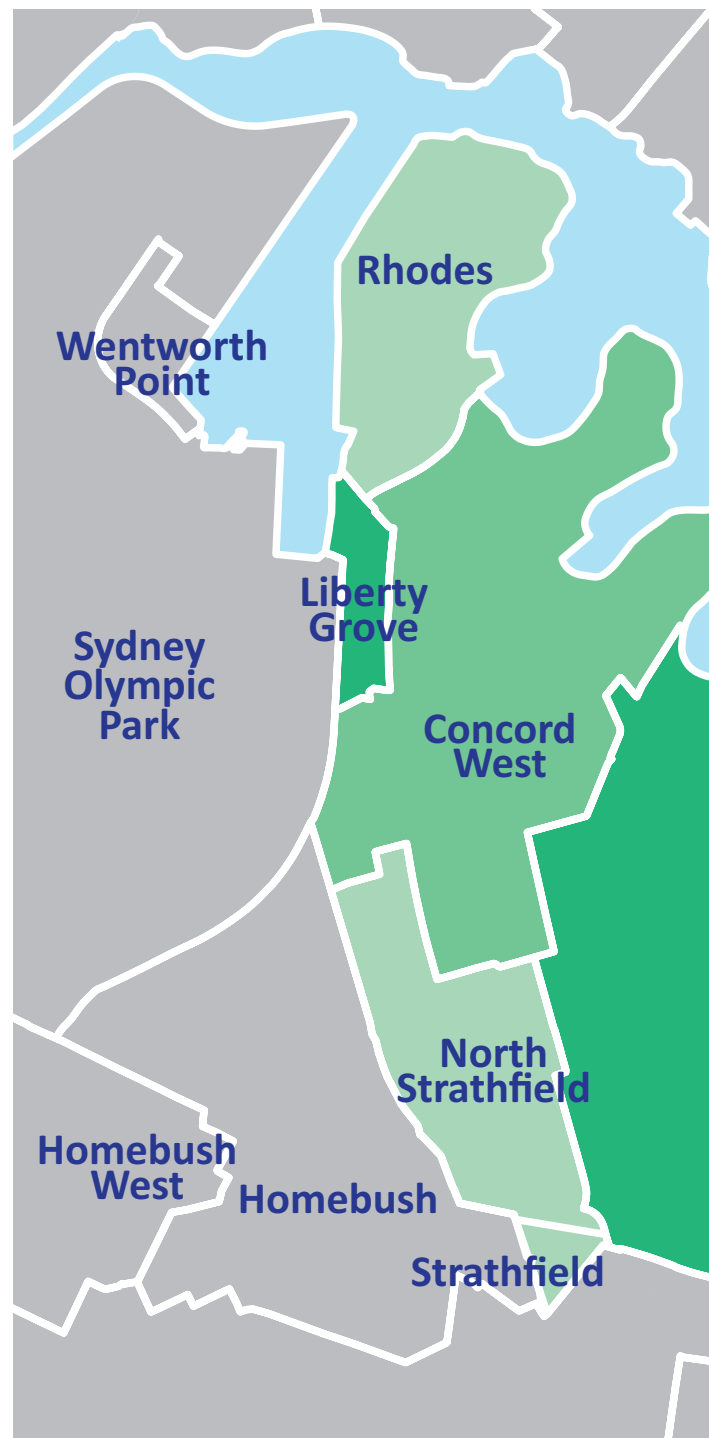 Rhodes
Wentworth
Point
Liberty
Grove
Sydney
Olympic
Park
Concord
West
North
Strathfield
Homebush
West
Homebush
Strathfield